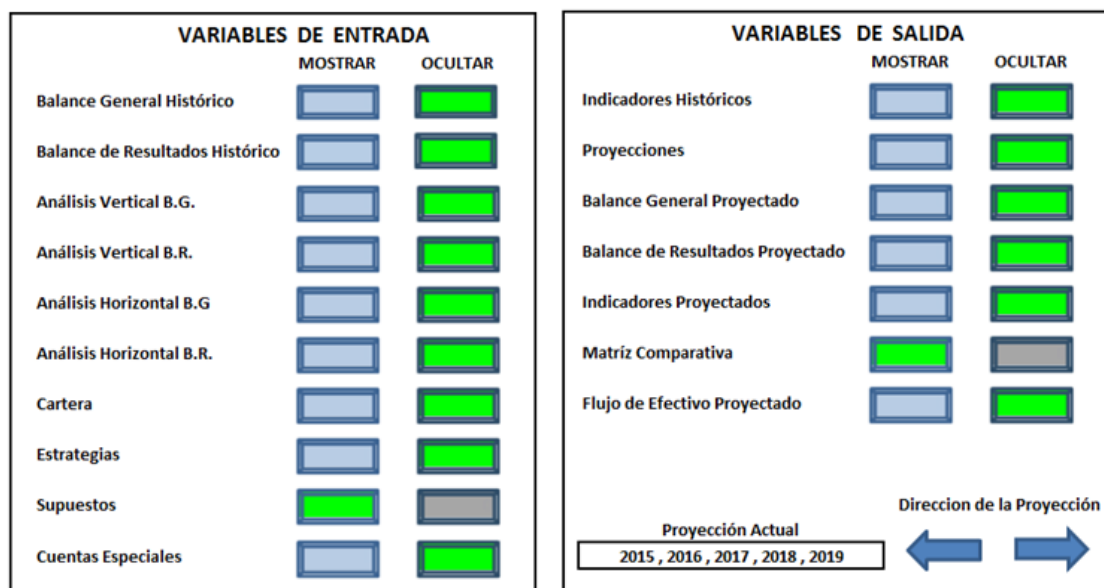 VARIABLES DE ENTRADA
MOSTRAR OCULTAR
Balance General Histórico
Balance de Resultados Histórico
Análisis Vertical B.G.
Análisis Vertical B.R.
Análisis Horizontal B.G
Análisis Horizontal B.R.
Cartera
Estrategias
Supuestos
Cuentas Especiales
VARIABLES DE SALIDA
MOSTRAR OCULTAR
Indicadores Históricos
Proyecciones
Balance General Proyectado
Balance de Resultados Proyectado
Indicadores Proyectados
Matríz Comparativa
Flujo de Efectivo Proyectado
Direccion de la Proyección
Proyección Actual
2015 , 2016 , 2017 , 2018 , 2019